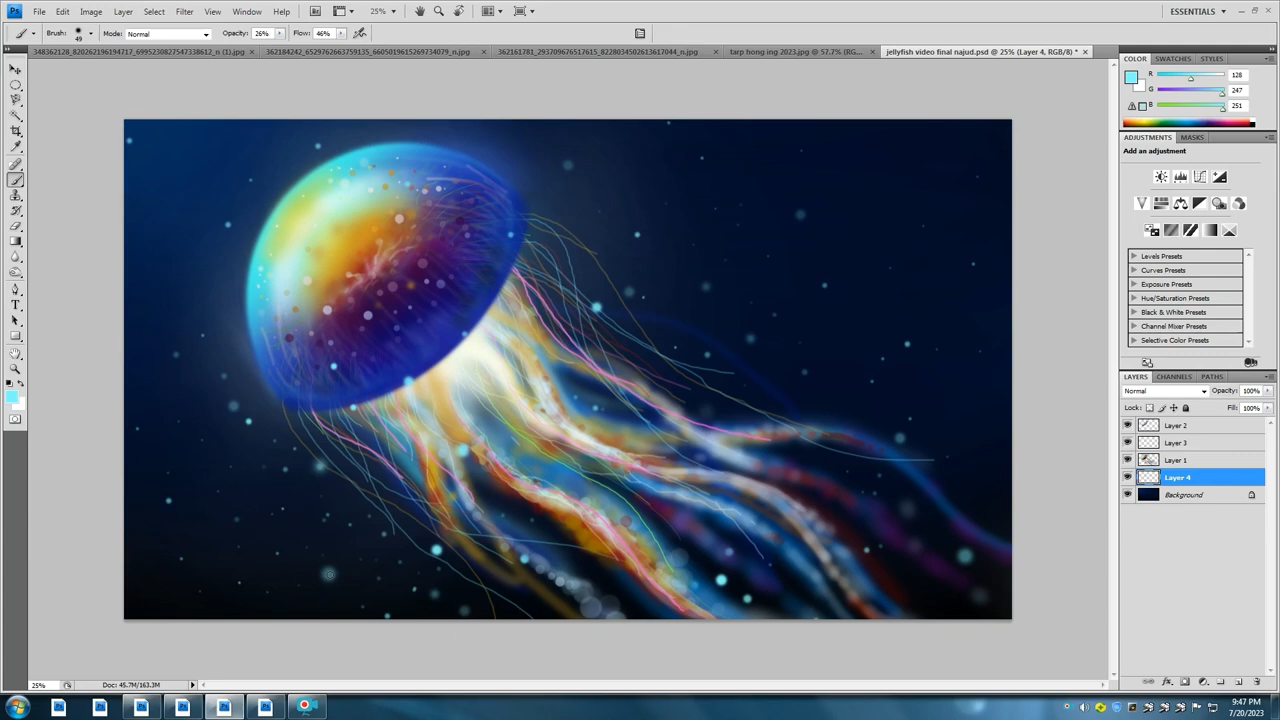 Ps File Edit Image Layer Select Filter View Window Help 25% ESSENTIALS
Brush: 49 Mode: Normal Opacity: 26% Flow: 46%
348362128_820262196194717_6995230827547338612_n (1).jpg 362184242_6529762663759135_6605019615269734079_n.jpg 362161781_293709676517615_8228034502613617044_n.jpg tarp hong ing 2023.jpg @ 57.7% (RG... jellyfish video final najud.psd @ 25% (Layer 4, RGB/8) *
COLOR SWATCHES STYLES
R 128
G 247
B 251
ADJUSTMENTS MASKS
Add an adjustment
Levels Presets
Curves Presets
Exposure Presets
Hue/Saturation Presets
Black & White Presets
Channel Mixer Presets
Selective Color Presets
LAYERS CHANNELS PATHS
Normal Opacity: 100%
Lock: Fill: 100%
Layer 2
Layer 3
Layer 1
Layer 4
Background
25% Doc: 45.7M/163.3M
9:47 PM
7/20/2023